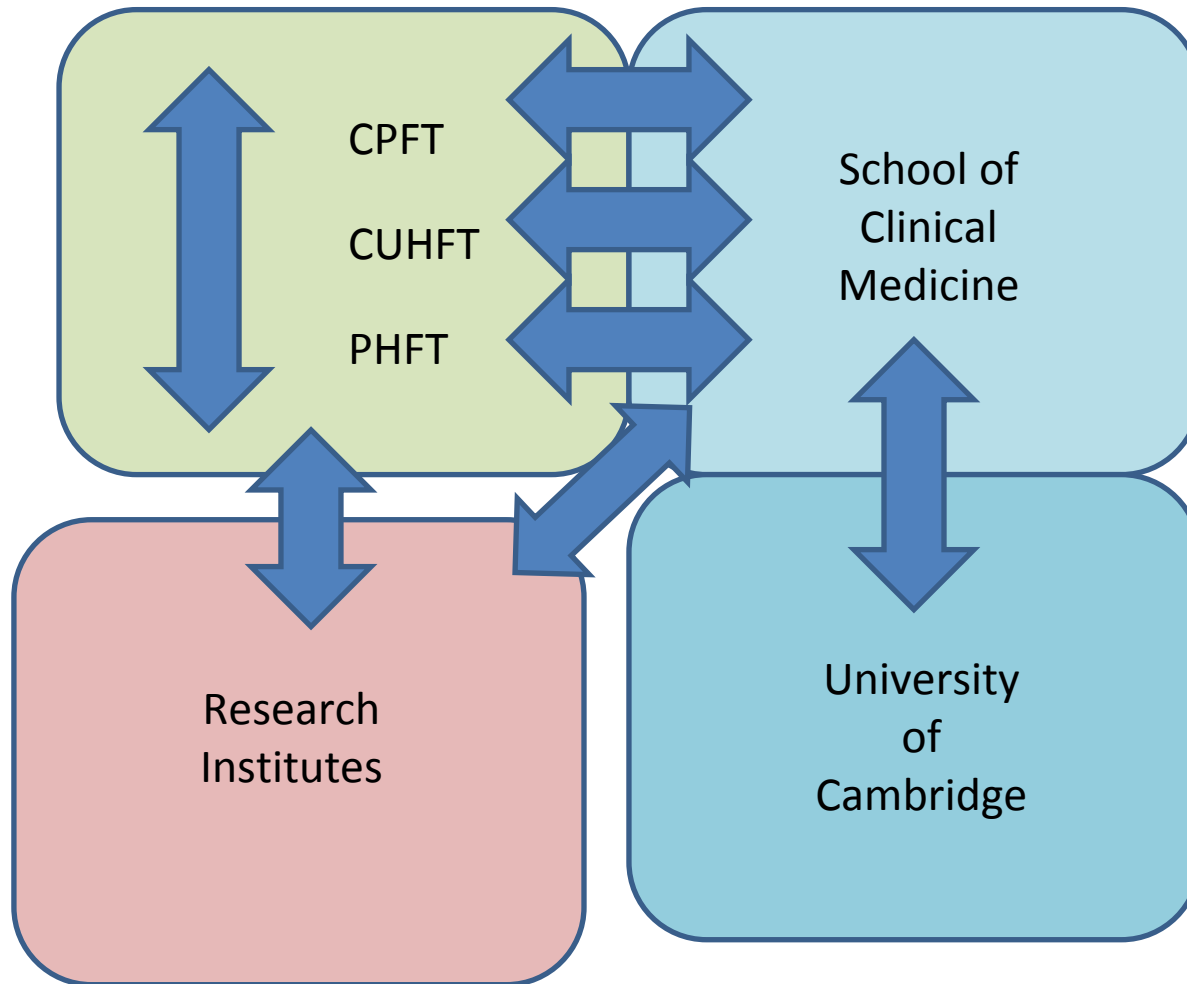 CPFT
CUHFT
PHFT
School of
Clinical
Medicine
Research
Institutes
University
of
Cambridge